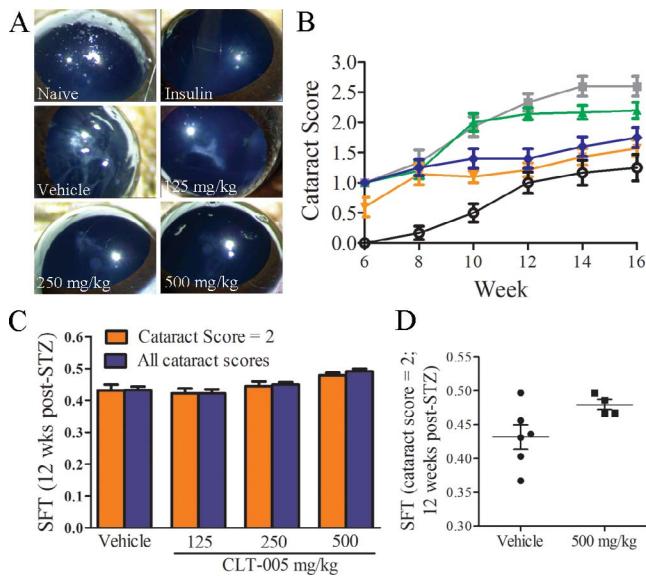 A
Naive
Insulin
Vehicle
125 mg/kg
250 mg/kg
500 mg/kg
B
Cataract Score
3.0
2.5
2.0
1.5
1.0
0.5
0.0
6
8
10
12
14
16
Week
C
Cataract Score = 2
All cataract scores
SFT (12 wks post-STZ)
0.6
0.5
0.4
0.3
0.2
0.1
0.0
Vehicle
125
250
500
CLT-005 mg/kg
D
SFT (cataract score = 2;
12 weeks post-STZ)
0.55
0.50
0.45
0.40
0.35
0.30
Vehicle
500 mg/kg